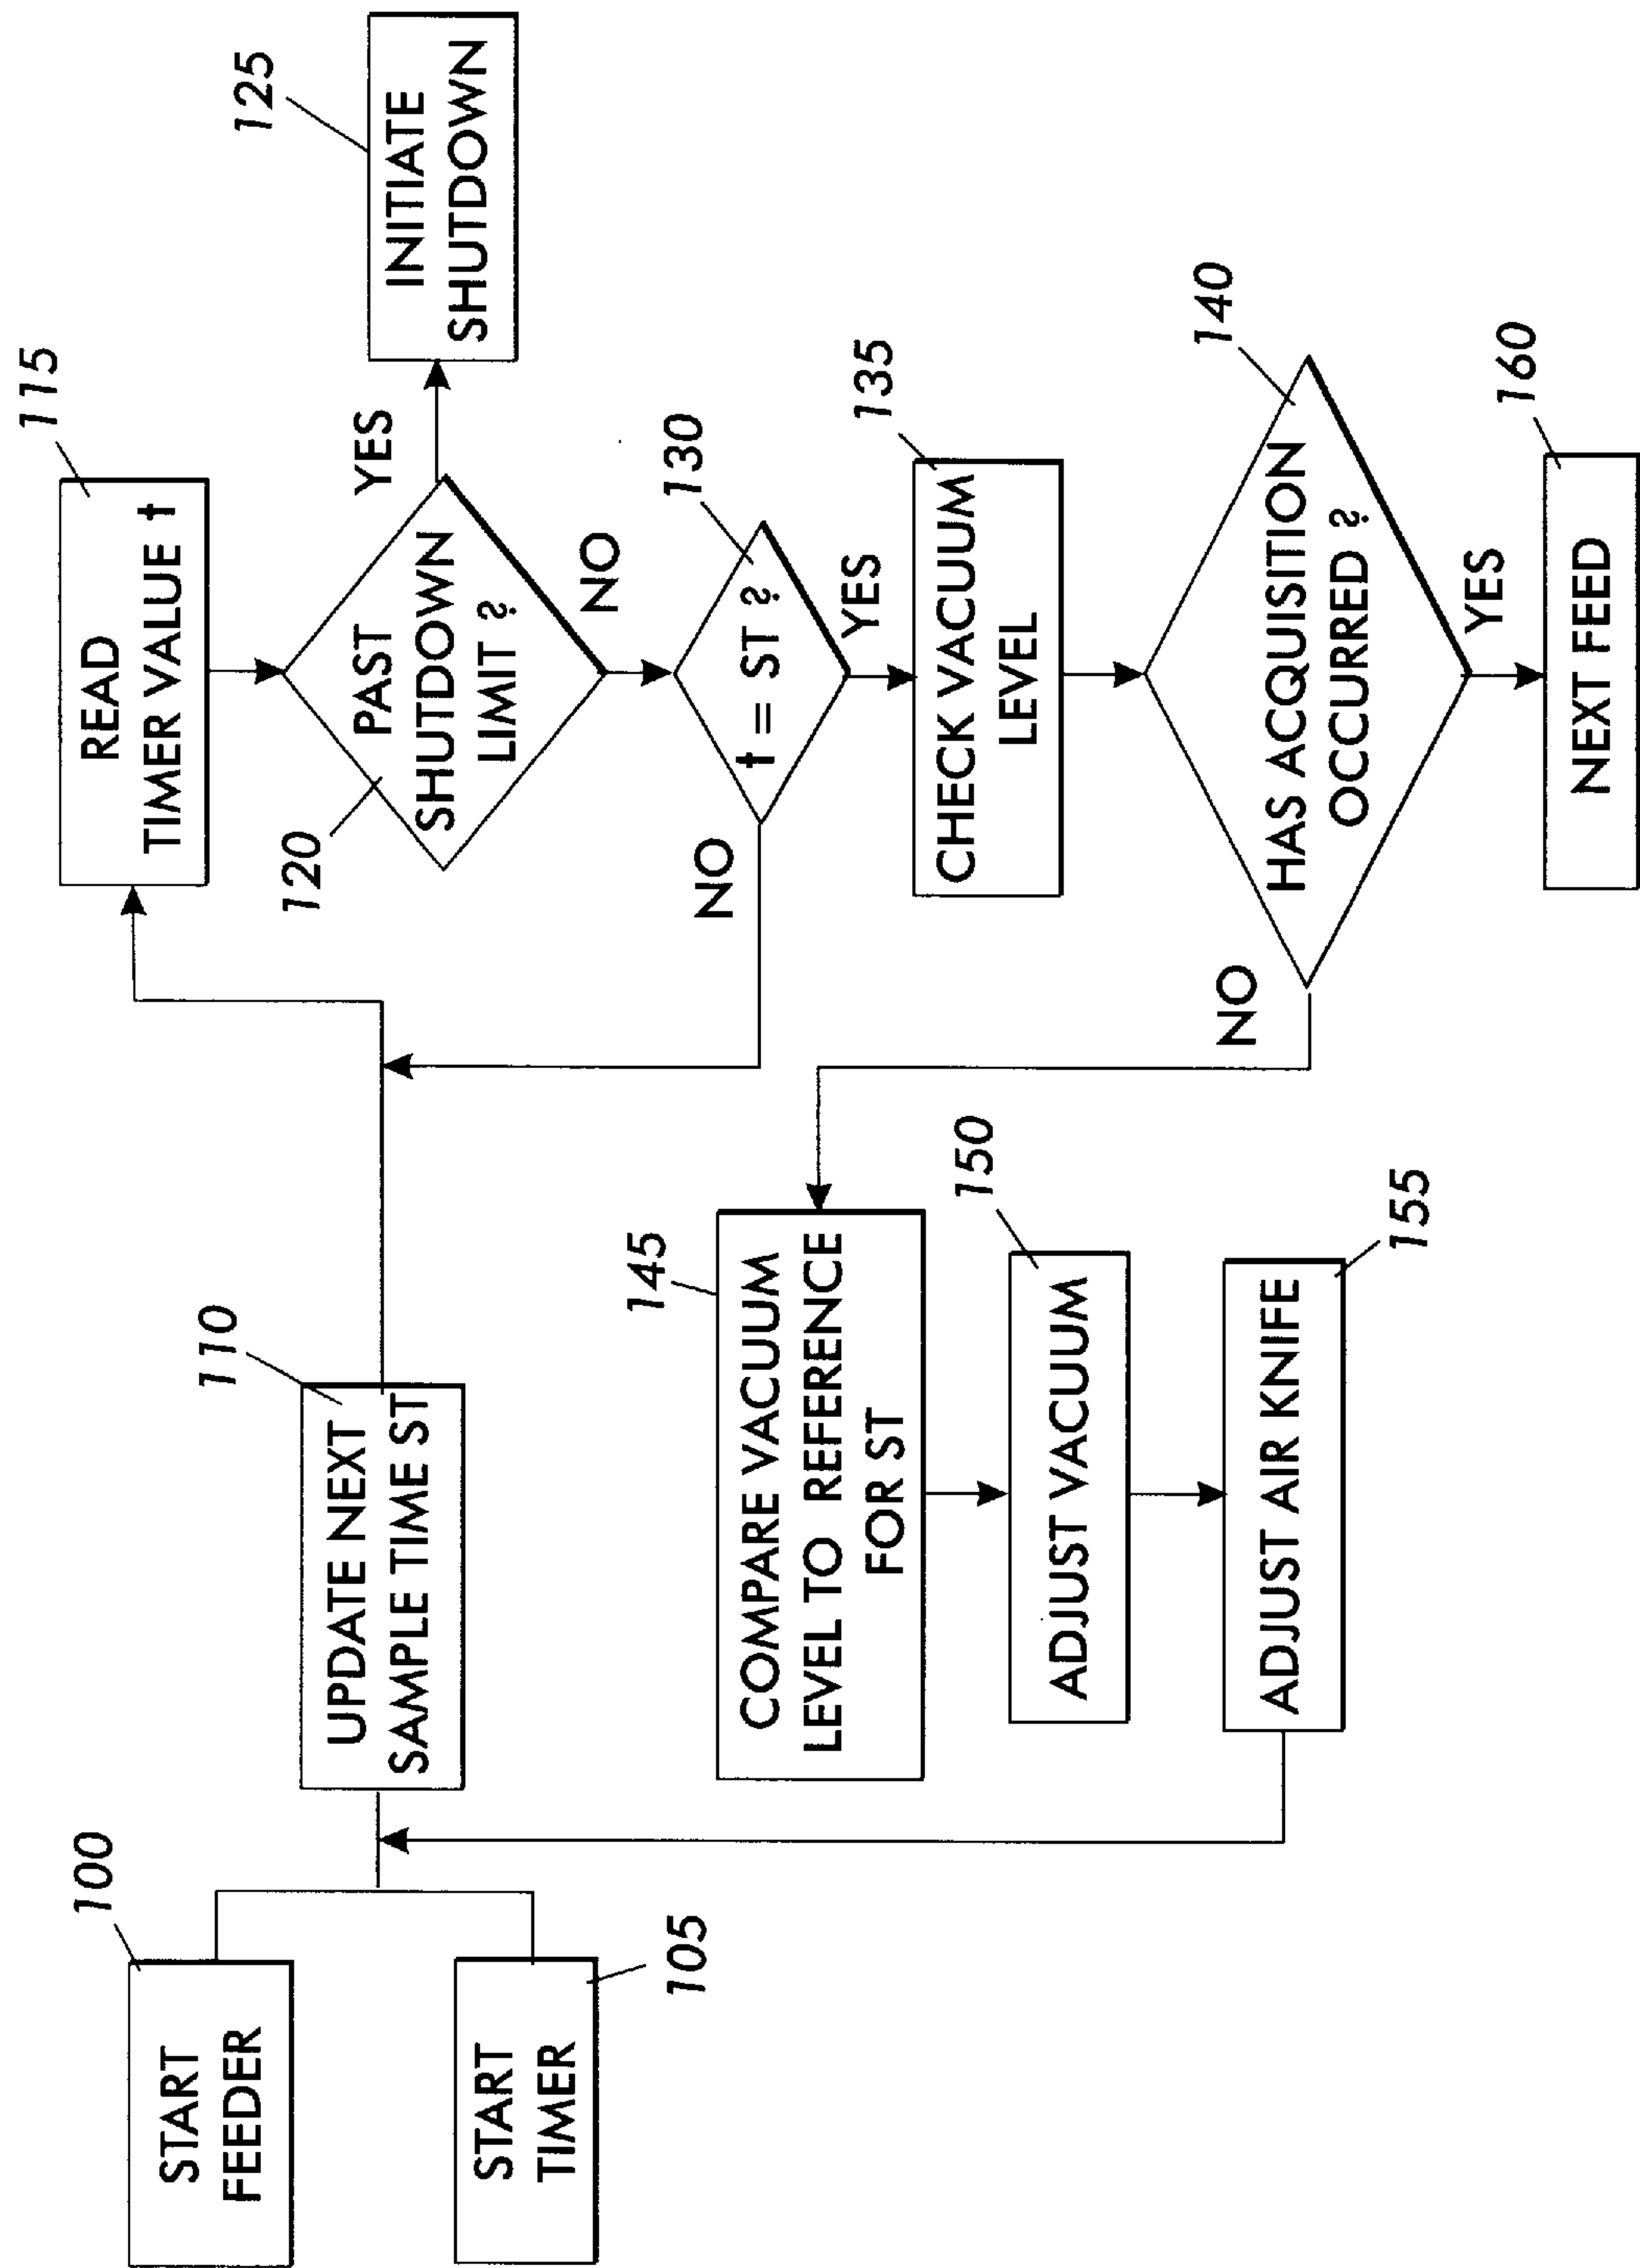 100
START
FEEDER
START
TIMER
105
110
UPDATE NEXT
SAMPLE TIME ST
115
READ
TIMER VALUE t
120
PAST
SHUTDOWN
LIMIT ?
YES
125
INITIATE
SHUTDOWN
NO
130
t = ST ?
NO
YES
135
CHECK VACUUM
LEVEL
140
HAS ACQUISITION
OCCURRED ?
NO
YES
145
COMPARE VACUUM
LEVEL TO REFERENCE
FOR ST
150
ADJUST VACUUM
155
ADJUST AIR KNIFE
160
NEXT FEED